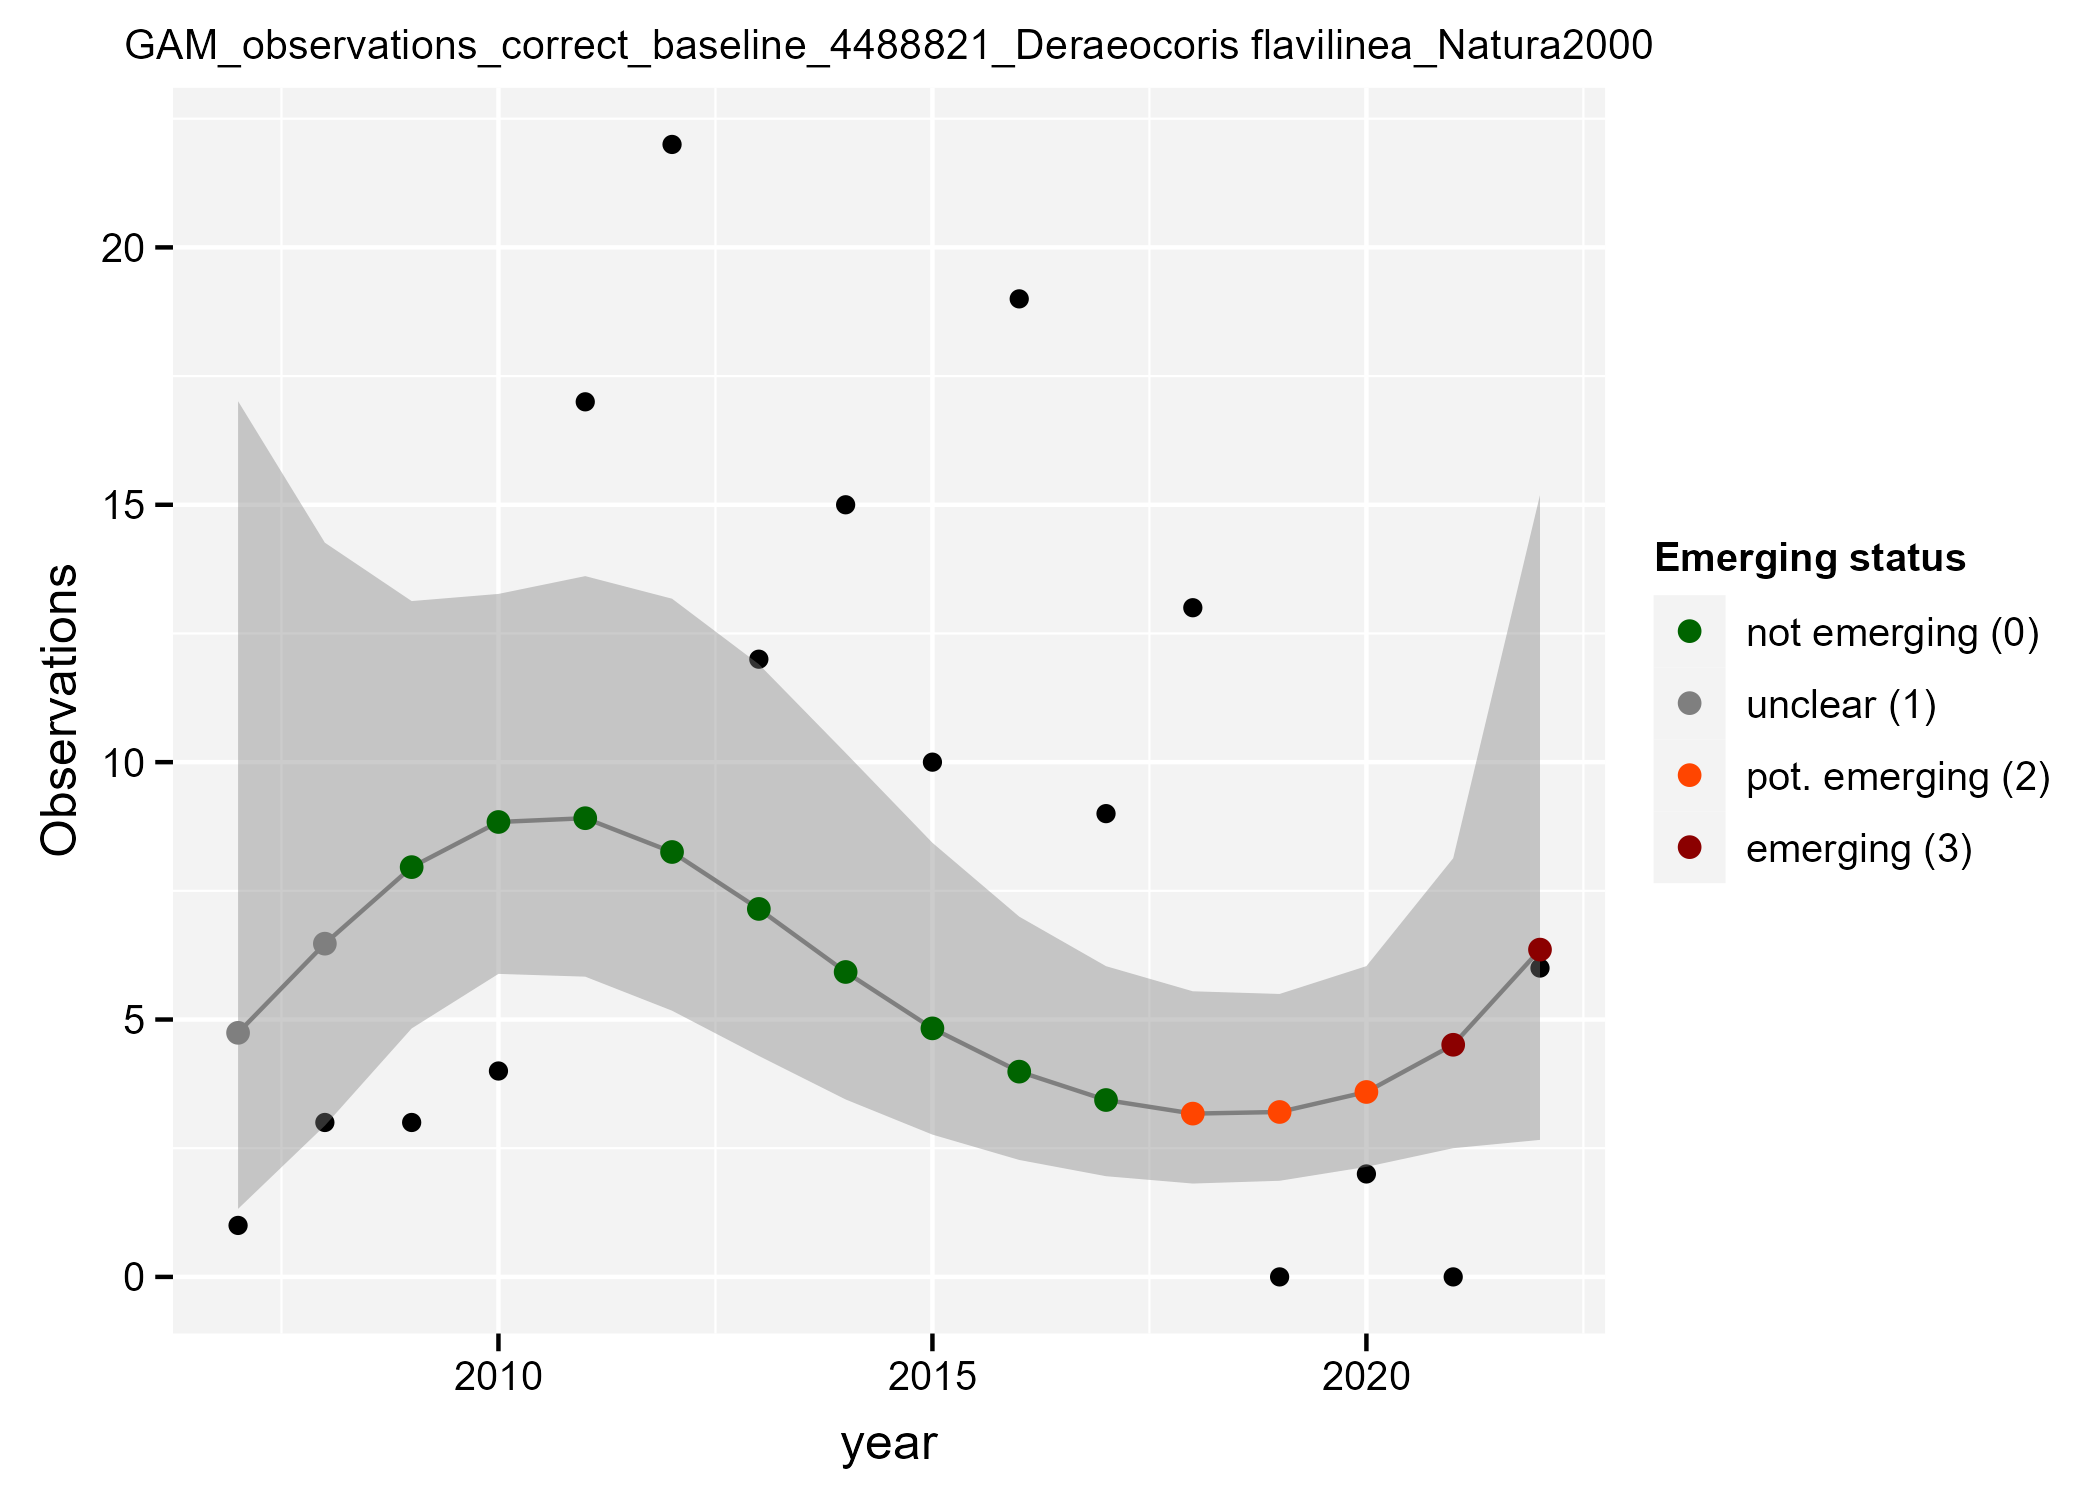 GAM_observations_correct_baseline_4488821_Deraeocoris flavilinea_Natura2000
Observations
20
15
10
5
0
2010
2015
2020
year
Emerging status
not emerging (0)
unclear (1)
pot. emerging (2)
emerging (3)